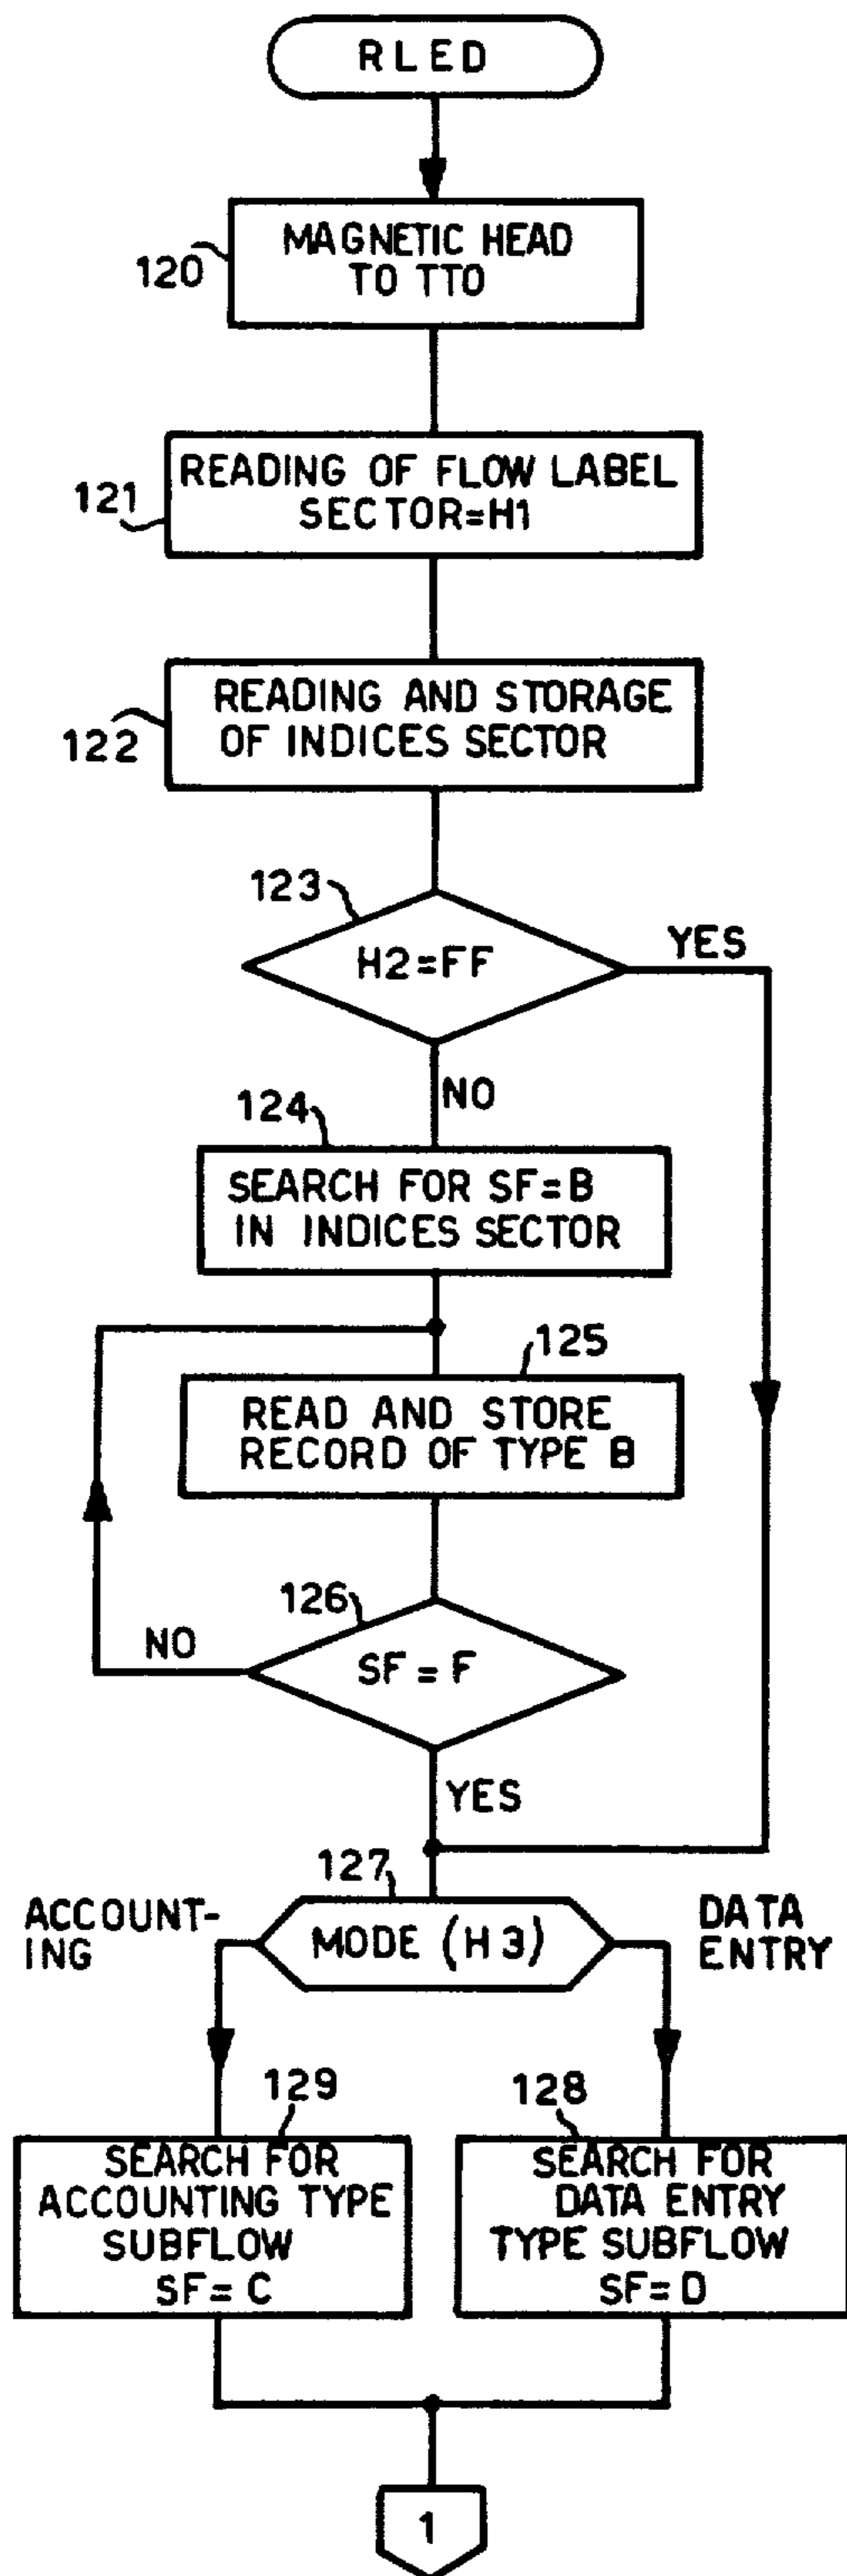 RLED
120
MAGNETIC HEAD
TO TT0
121
READING OF FLOW LABEL
SECTOR=H1
122
READING AND STORAGE
OF INDICES SECTOR
123
H2=FF
YES
NO
124
SEARCH FOR SF=B
IN INDICES SECTOR
125
READ AND STORE
RECORD OF TYPE B
126
NO
SF=F
YES
127
ACCOUNT-
ING
MODE (H3)
DATA
ENTRY
129
SEARCH FOR
ACCOUNTING TYPE
SUBFLOW
SF=C
128
SEARCH FOR
DATA ENTRY
TYPE SUBFLOW
SF=D
1